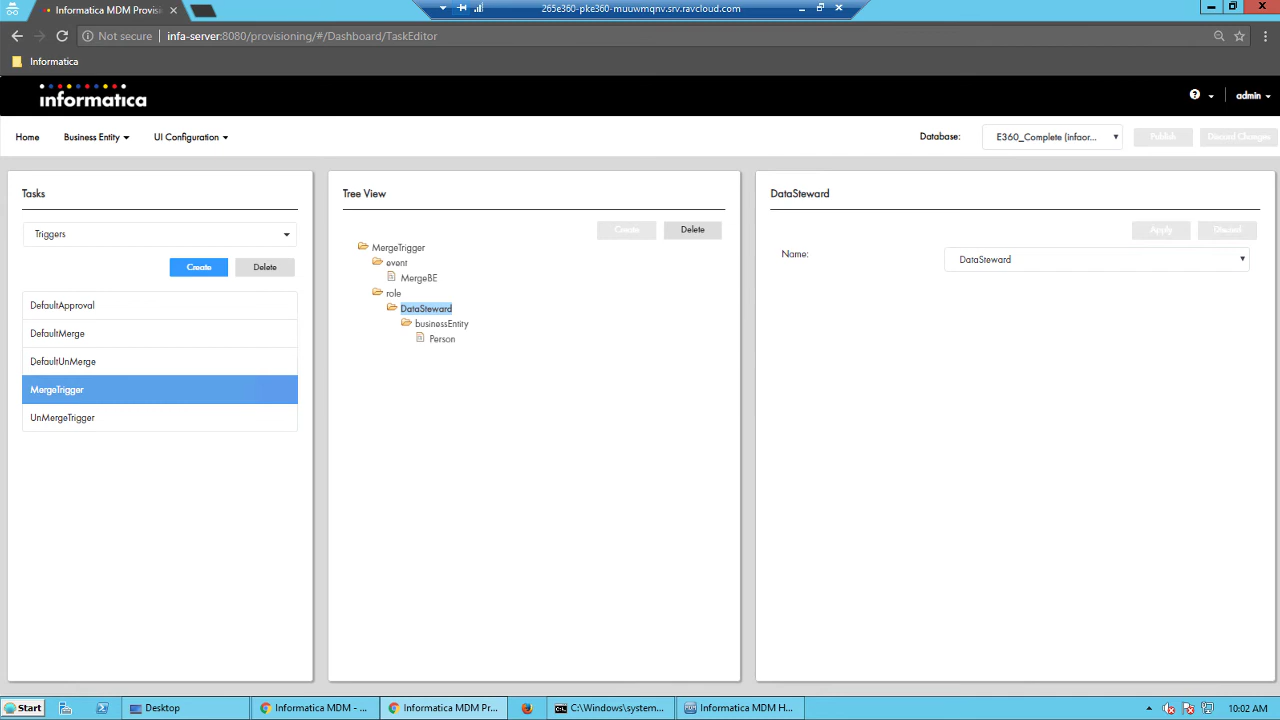 Informatica MDM Provis
265e360-pke360-muuwmqnv.srv.ravcloud.com
Not secure
infa-server:8080/provisioning/#/Dashboard/TaskEditor
Informatica
informatica
admin
Home
Business Entity
UI Configuration
Database:
E360_Complete (infaor...
Publish
Discard Changes
Tasks
Triggers
Create
Delete
DefaultApproval
DefaultMerge
DefaultUnMerge
MergeTrigger
UnMergeTrigger
Tree View
Create
Delete
MergeTrigger
event
MergeBE
role
DataSteward
businessEntity
Person
DataSteward
Apply
Discard
Name:
DataSteward
Start
Desktop
Informatica MDM - ...
Informatica MDM Pr...
C:\Windows\system...
Informatica MDM H...
10:02 AM